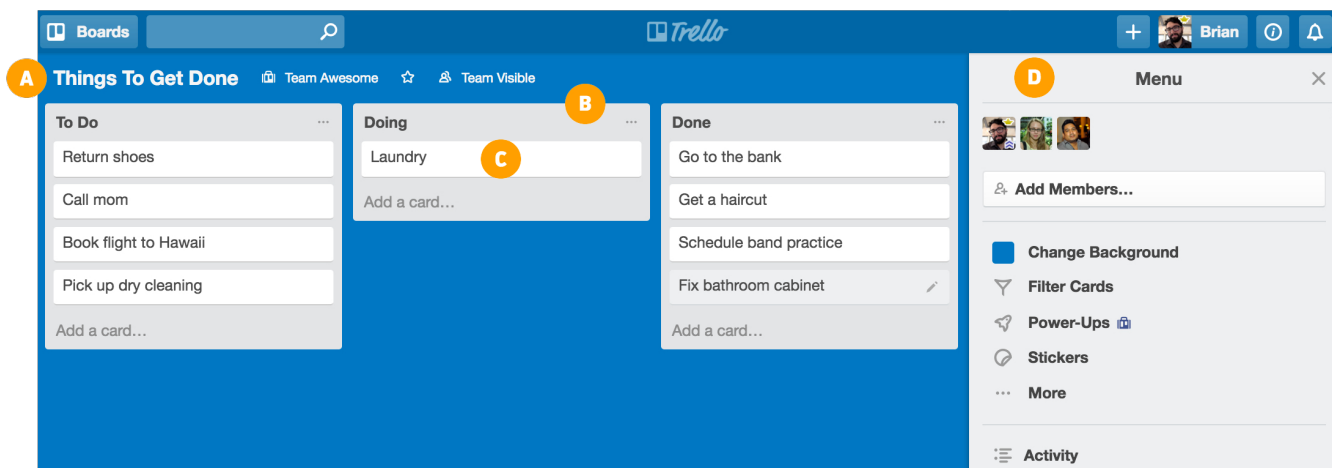 Boards
Trello
Brian
A
Things To Get Done
Team Awesome
Team Visible
B
D
Menu
To Do
Return shoes
Call mom
Book flight to Hawaii
Pick up dry cleaning
Add a card...
Doing
Laundry
C
Add a card...
Done
Go to the bank
Get a haircut
Schedule band practice
Fix bathroom cabinet
Add a card...
Add Members...
Change Background
Filter Cards
Power-Ups
Stickers
More
Activity